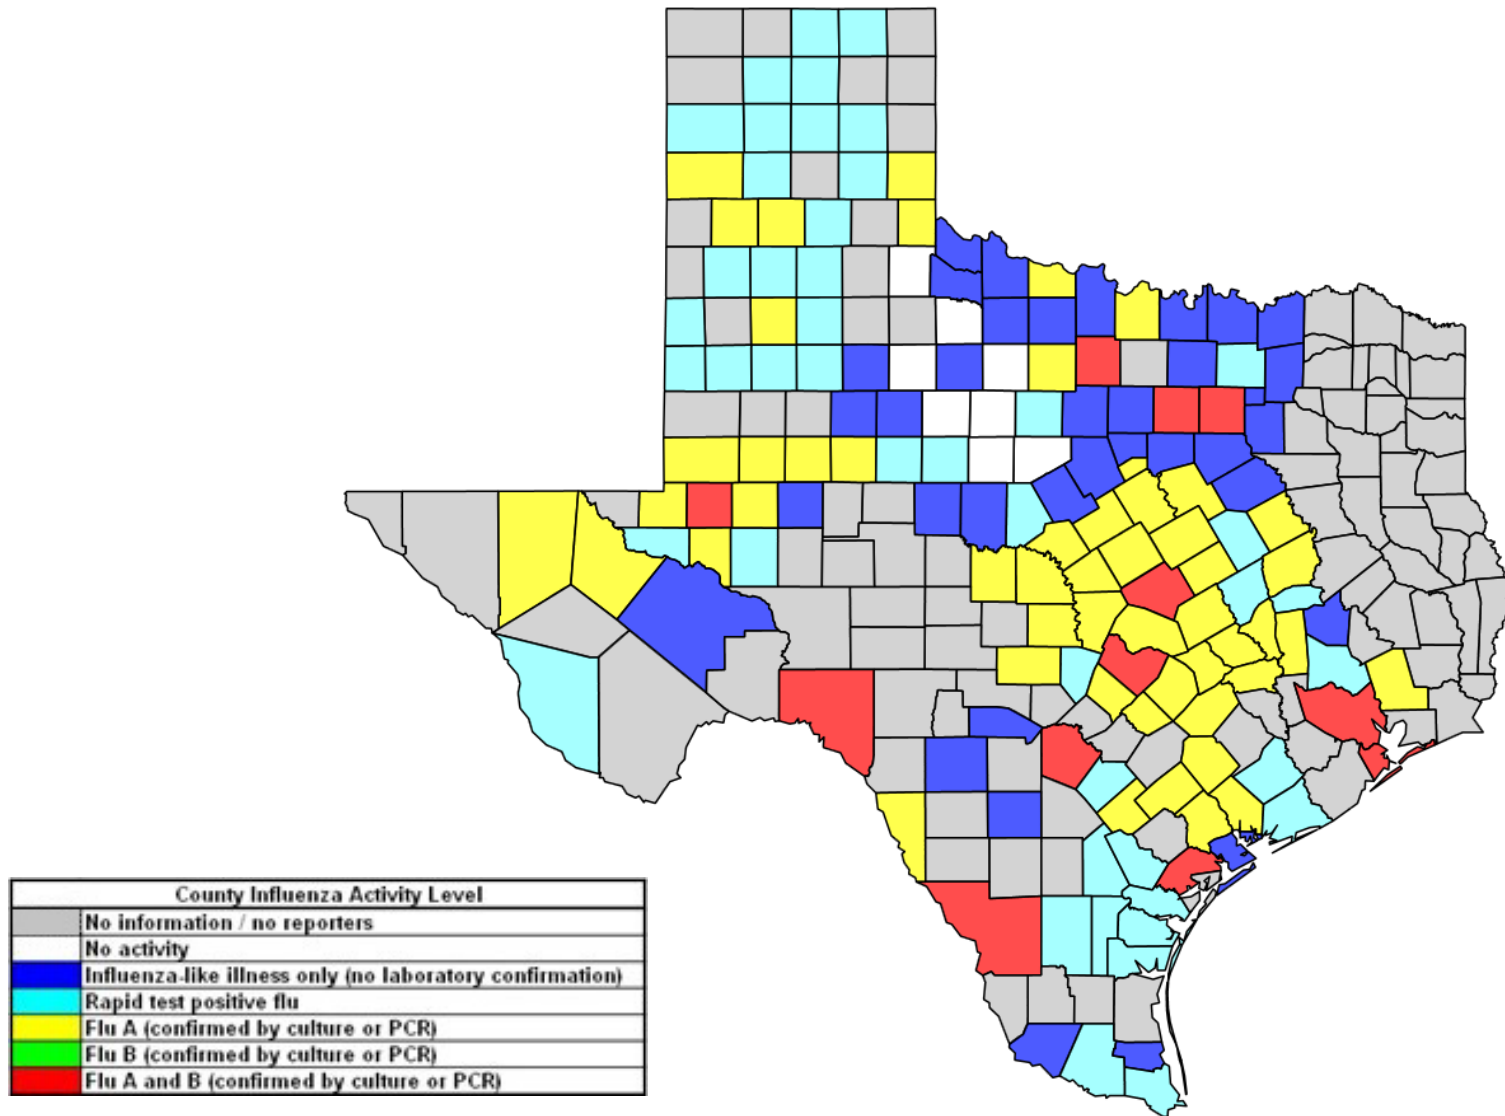 County Influenza Activity Level
No information / no reporters
No activity
Influenza-like illness only (no laboratory confirmation)
Rapid test positive flu
Flu A (confirmed by culture or PCR)
Flu B (confirmed by culture or PCR)
Flu A and B (confirmed by culture or PCR)